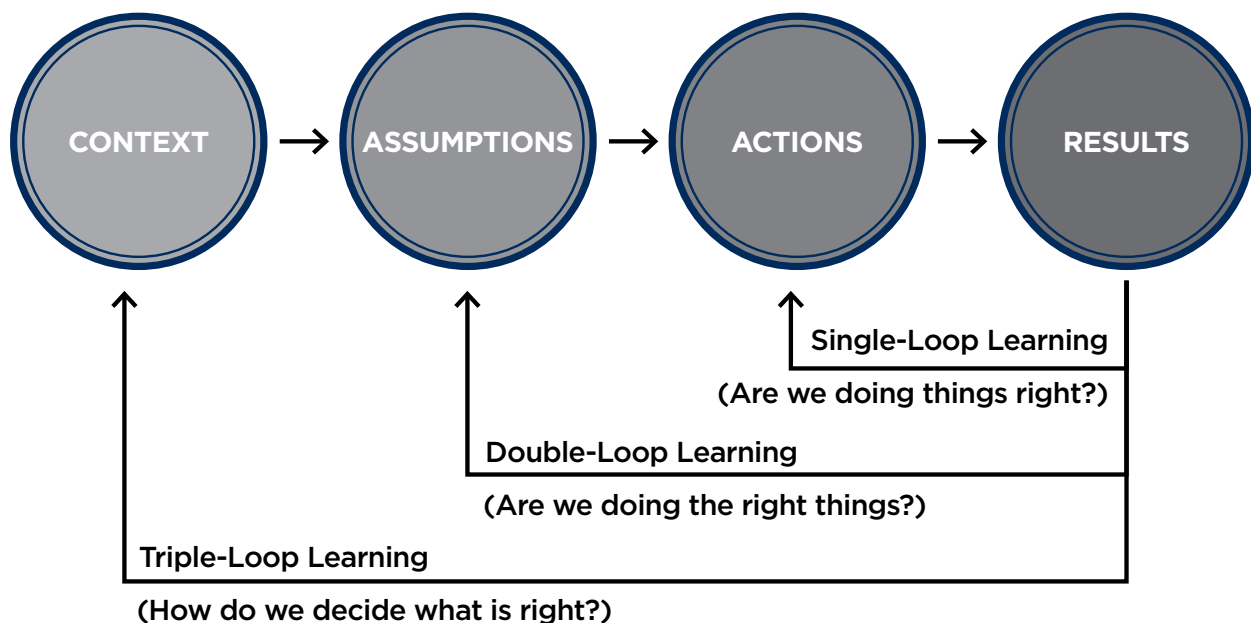 CONTEXT
ASSUMPTIONS
ACTIONS
RESULTS
Single-Loop Learning
(Are we doing things right?)
Double-Loop Learning
(Are we doing the right things?)
Triple-Loop Learning
(How do we decide what is right?)